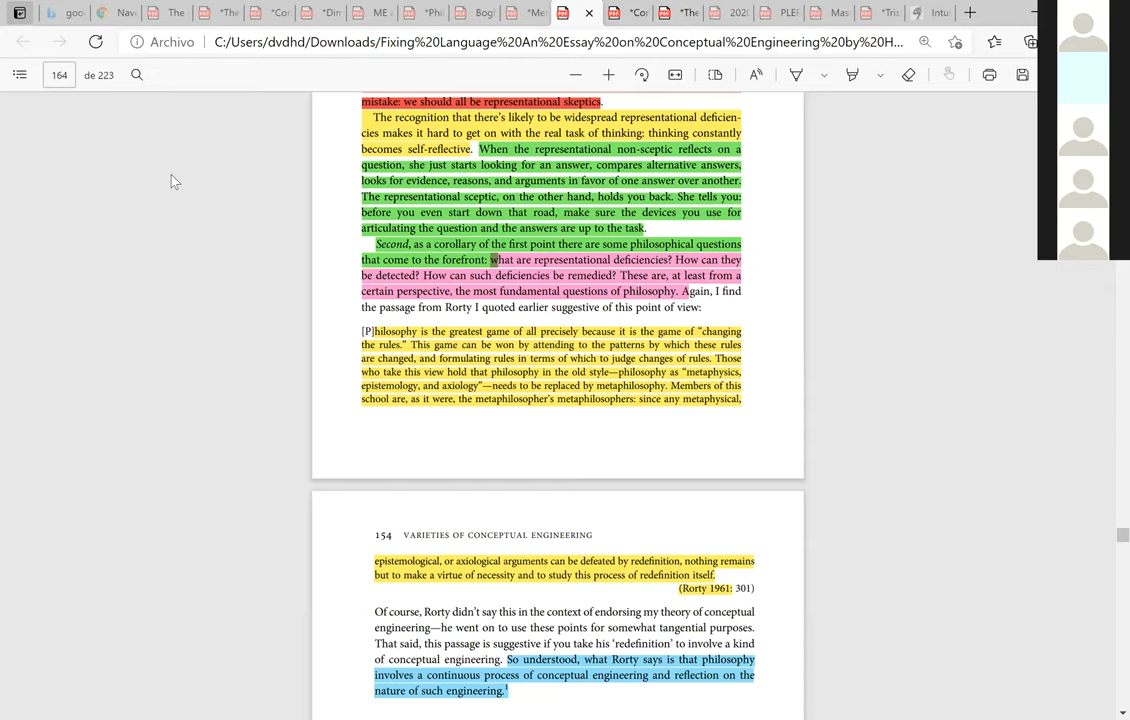 goo
Nav
The
*The
*Cor
*Din
ME a
*Phi
Bog
*Met
*Cor
*The
202
PLEF
Mas
*Tris
Intu
Archivo
C:/Users/dvdhd/Downloads/Fixing%20Language%20An%20Essay%20on%20Conceptual%20Engineering%20by%20H...
164
de 223
mistake: we should all be representational skeptics.
The recognition that there's likely to be widespread representational deficien-
cies makes it hard to get on with the real task of thinking: thinking constantly
becomes self-reflective. When the representational non-sceptic reflects on a
question, she just starts looking for an answer, compares alternative answers,
looks for evidence, reasons, and arguments in favor of one answer over another.
The representational sceptic, on the other hand, holds you back. She tells you:
before you even start down that road, make sure the devices you use for
articulating the question and the answers are up to the task.
Second, as a corollary of the first point there are some philosophical questions
that come to the forefront: what are representational deficiencies? How can they
be detected? How can such deficiencies be remedied? These are, at least from a
certain perspective, the most fundamental questions of philosophy. Again, I find
the passage from Rorty I quoted earlier suggestive of this point of view:
[P]hilosophy is the greatest game of all precisely because it is the game of "changing
the rules." This game can be won by attending to the patterns by which these rules
are changed, and formulating rules in terms of which to judge changes of rules. Those
who take this view hold that philosophy in the old style—philosophy as "metaphysics,
epistemology, and axiology"—needs to be replaced by metaphilosophy. Members of this
school are, as it were, the metaphilosopher's metaphilosophers: since any metaphysical,
154 VARIETIES OF CONCEPTUAL ENGINEERING
epistemological, or axiological arguments can be defeated by redefinition, nothing remains
but to make a virtue of necessity and to study this process of redefinition itself.
(Rorty 1961: 301)
Of course, Rorty didn't say this in the context of endorsing my theory of conceptual
engineering—he went on to use these points for somewhat tangential purposes.
That said, this passage is suggestive if you take his 'redefinition' to involve a kind
of conceptual engineering. So understood, what Rorty says is that philosophy
involves a continuous process of conceptual engineering and reflection on the
nature of such engineering.1